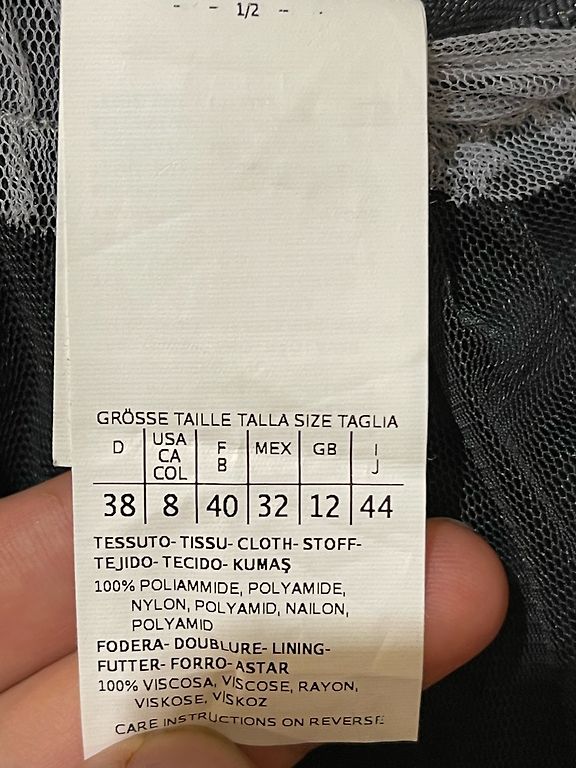 - - 1/2 - -
GRÖSSE TAILLE TALLA SIZE TAGLIA
D USA CA COL F B MEX GB I J
38 8 40 32 12 44
TESSUTO- TISSU- CLOTH- STOFF-
TEJIDO- TECIDO- KUMAŞ
100% POLIAMMIDE, POLYAMIDE,
NYLON, POLYAMID, NAILON,
POLYAMID
FODERA- DOUBLURE- LINING-
FUTTER- FORRO- ASTAR
100% VISCOSA, VISCOSE, RAYON,
VISKOSE, VISKOZ
CARE INSTRUCTIONS ON REVERSE